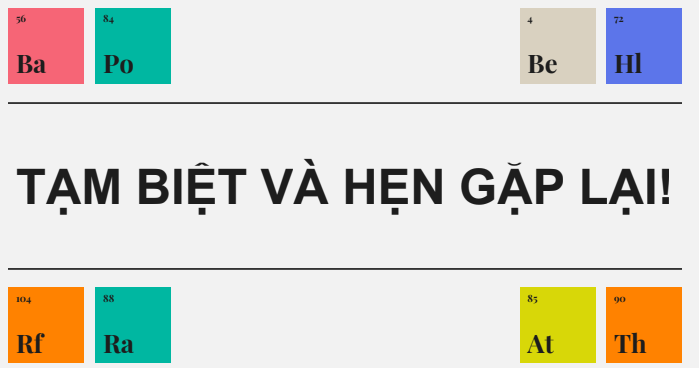 56 84 4 72
Ba Po Be Hl
TẠM BIỆT VÀ HẸN GẶP LẠI!
104 88 85 90
Rf Ra At Th